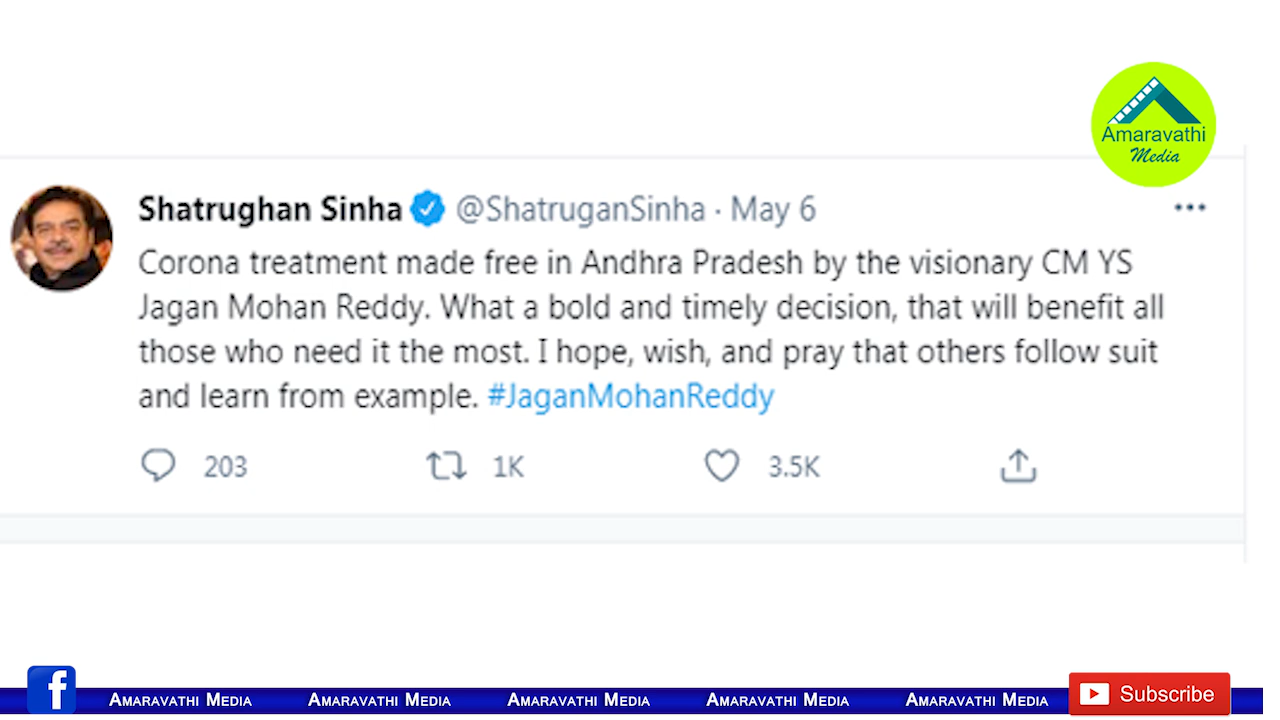 Amaravathi
Media
Shatrughan Sinha @ShatruganSinha · May 6
Corona treatment made free in Andhra Pradesh by the visionary CM YS
Jagan Mohan Reddy. What a bold and timely decision, that will benefit all
those who need it the most. I hope, wish, and pray that others follow suit
and learn from example. #JaganMohanReddy
203 1K 3.5K
f Amaravathi Media Amaravathi Media Amaravathi Media Amaravathi Media Amaravathi Media Subscribe